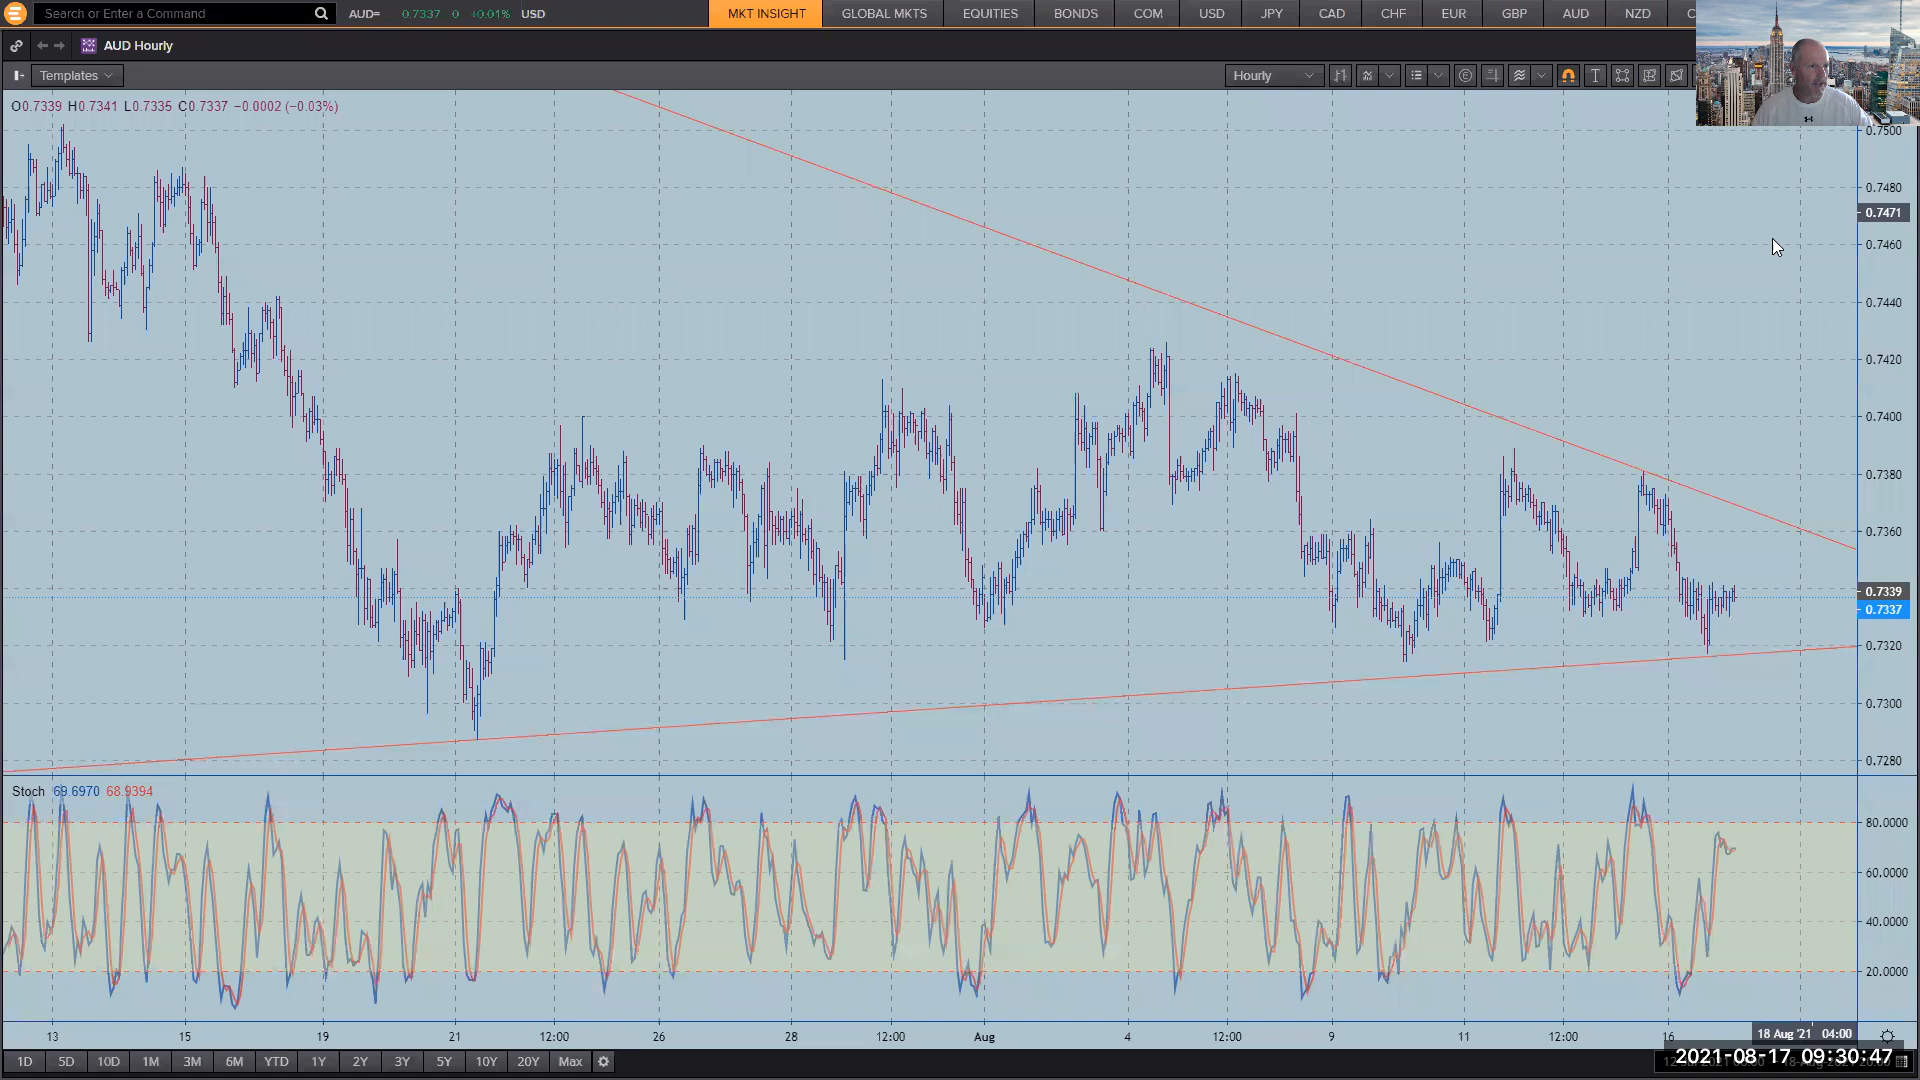 Search or Enter a Command AUD= 0.7337 0 +0.01% USD MKT INSIGHT GLOBAL MKTS EQUITIES BONDS COM USD JPY CAD CHF EUR GBP AUD NZD
AUD Hourly
Templates Hourly
O0.7339 H0.7341 L0.7335 C0.7337 −0.0002 (−0.03%)
0.7500
0.7480
0.7471
0.7460
0.7440
0.7420
0.7400
0.7380
0.7360
0.7339
0.7337
0.7320
0.7300
0.7280
Stoch 69.6970 68.9394
80.0000
60.0000
40.0000
20.0000
13 15 19 21 12:00 26 28 12:00 Aug 4 12:00 9 11 12:00 16 18 Aug '21 04:00
1D 5D 10D 1M 3M 6M YTD 1Y 2Y 3Y 5Y 10Y 20Y Max
2021-08-17 09:30:47